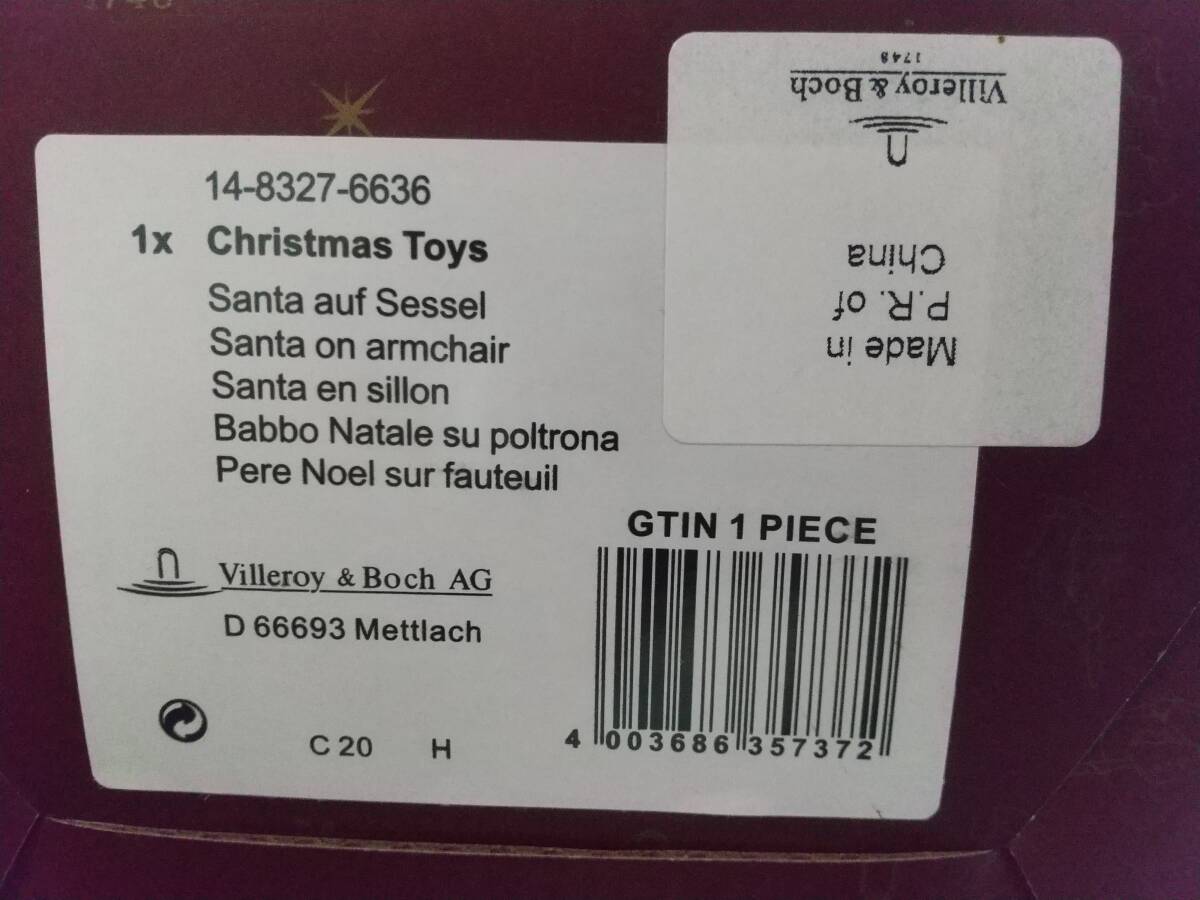 14-8327-6636
1x Christmas Toys
Santa auf Sessel
Santa on armchair
Santa en sillon
Babbo Natale su poltrona
Pere Noel sur fauteuil
GTIN 1 PIECE
Villeroy & Boch AG
D 66693 Mettlach
C 20 H
4 003686 357372
Made in
P.R. of
China
Villeroy & Boch
1748